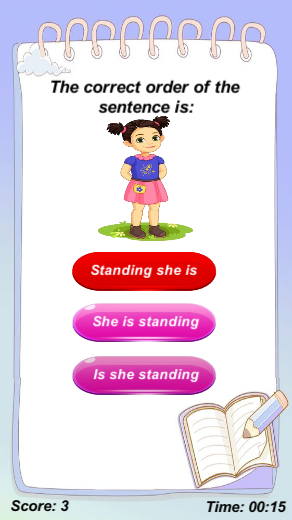 The correct order of the
sentence is:
Standing she is
She is standing
Is she standing
Score: 3
Time: 00:15